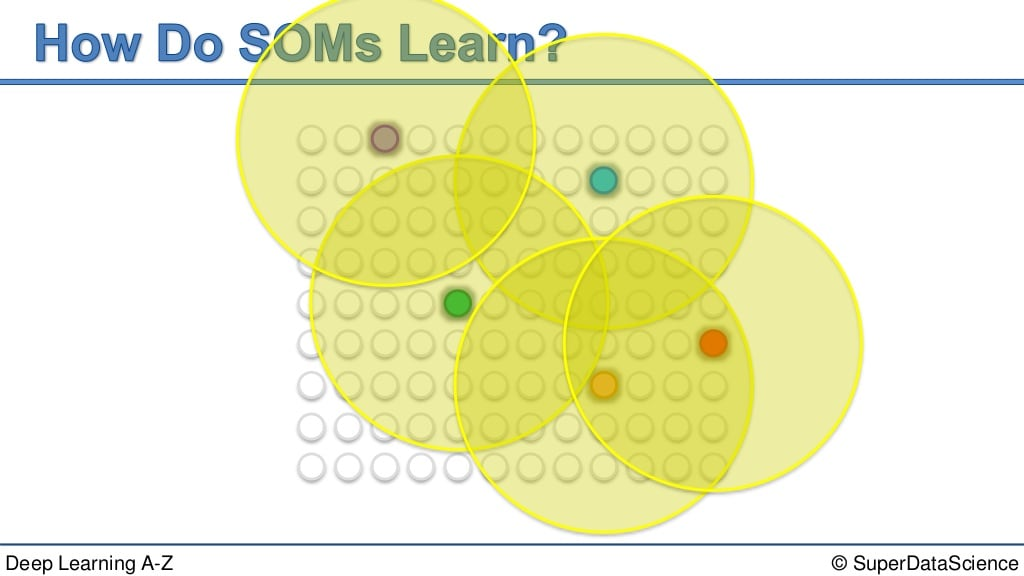 How Do SOMs Learn?
Deep Learning A-Z
© SuperDataScience